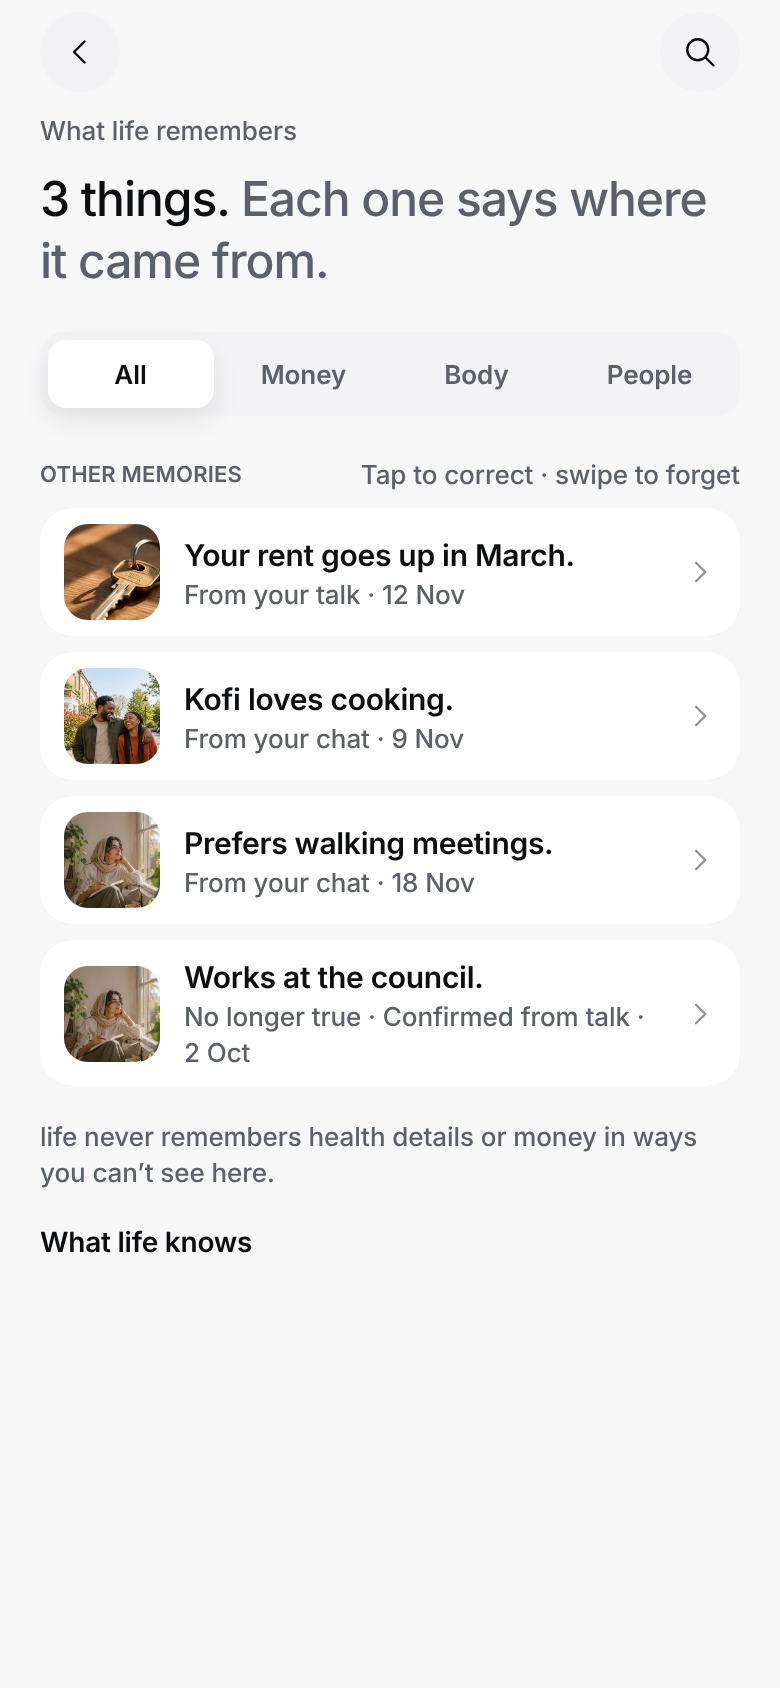 What life remembers
3 things. Each one says where
it came from.
All
Money
Body
People
OTHER MEMORIES
Tap to correct · swipe to forget
Your rent goes up in March.
From your talk · 12 Nov
Kofi loves cooking.
From your chat · 9 Nov
Prefers walking meetings.
From your chat · 18 Nov
Works at the council.
No longer true · Confirmed from talk ·
2 Oct
life never remembers health details or money in ways
you can’t see here.
What life knows